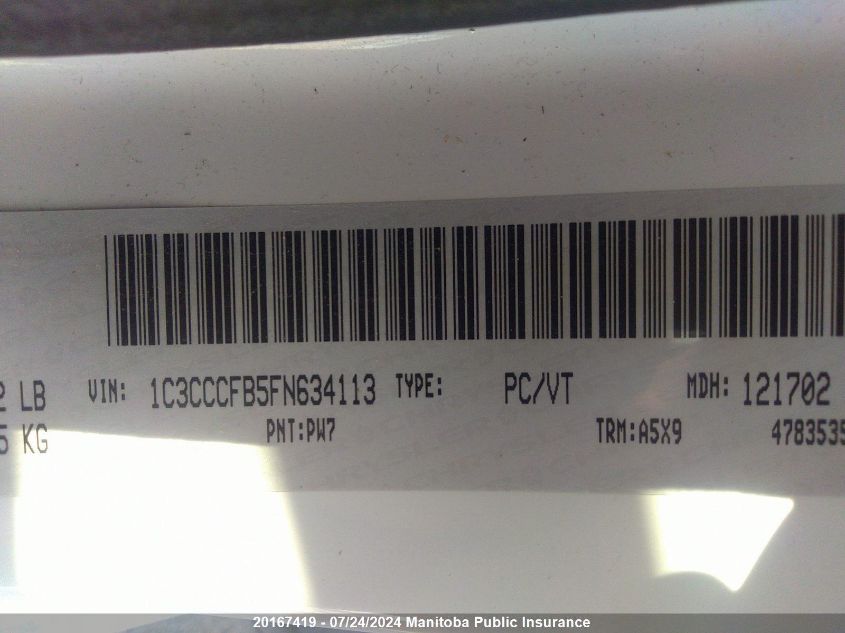 2 LB VIN: 1C3CCCFB5FN634113 TYPE: PC/VT MDH: 121702
5 KG PNT:PW7 TRM:A5X9 4783535
20167419 - 07/24/2024 Manitoba Public Insurance